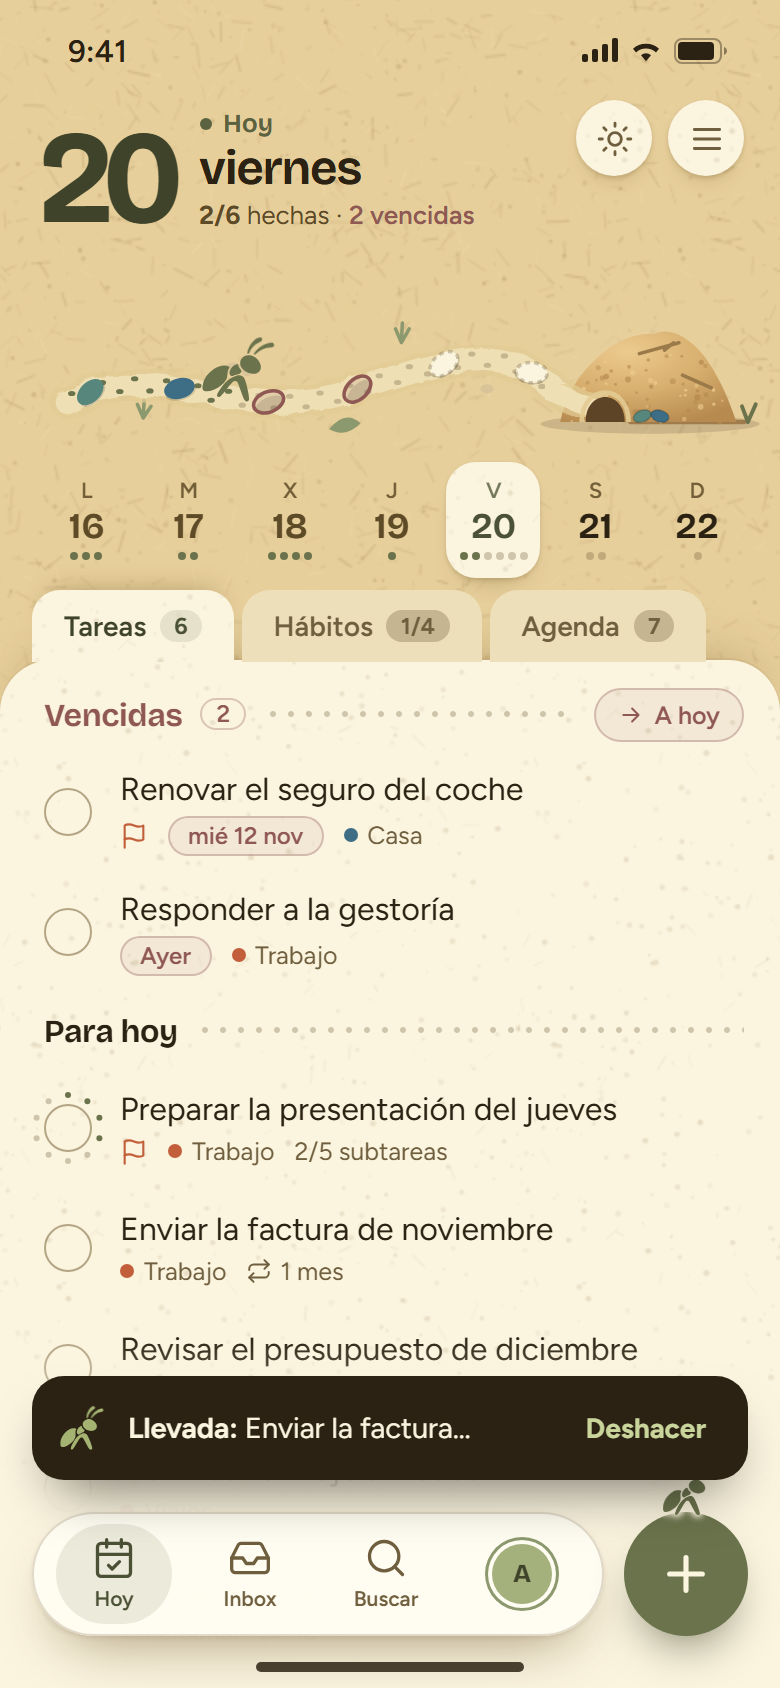 9:41
20
Hoy
viernes
2/6 hechas · 2 vencidas
L M X J V S D
16 17 18 19 20 21 22
Tareas 6 Hábitos 1/4 Agenda 7
Vencidas 2 → A hoy
Renovar el seguro del coche
mié 12 nov Casa
Responder a la gestoría
Ayer Trabajo
Para hoy
Preparar la presentación del jueves
Trabajo 2/5 subtareas
Enviar la factura de noviembre
Trabajo 1 mes
Revisar el presupuesto de diciembre
Llevada: Enviar la factura... Deshacer
A
Hoy Inbox Buscar